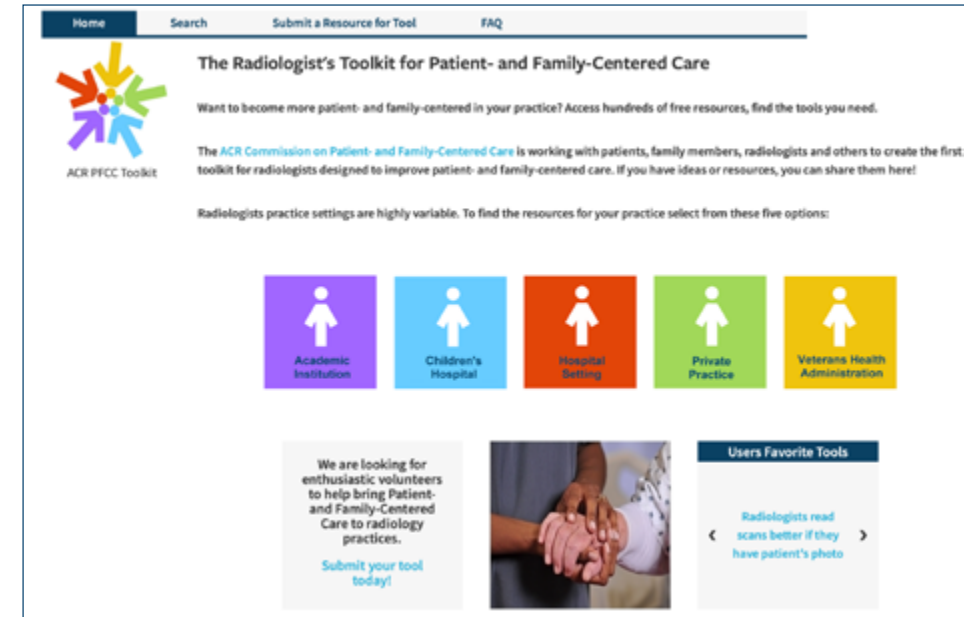 Home Search Submit a Resource for Tool FAQ
ACR PFCC Toolkit
The Radiologist's Toolkit for Patient- and Family-Centered Care
Want to become more patient- and family-centered in your practice? Access hundreds of free resources, find the tools you need.
The ACR Commission on Patient- and Family-Centered Care is working with patients, family members, radiologists and others to create the first
toolkit for radiologists designed to improve patient- and family-centered care. If you have ideas or resources, you can share them here!
Radiologists practice settings are highly variable. To find the resources for your practice select from these five options:
Academic
Institution
Children's
Hospital
Hospital
Setting
Private
Practice
Veterans Health
Administration
We are looking for
enthusiastic volunteers
to help bring Patient-
and Family-Centered
Care to radiology
practices.
Submit your tool
today!
Users Favorite Tools
Radiologists read
scans better if they
have patient's photo